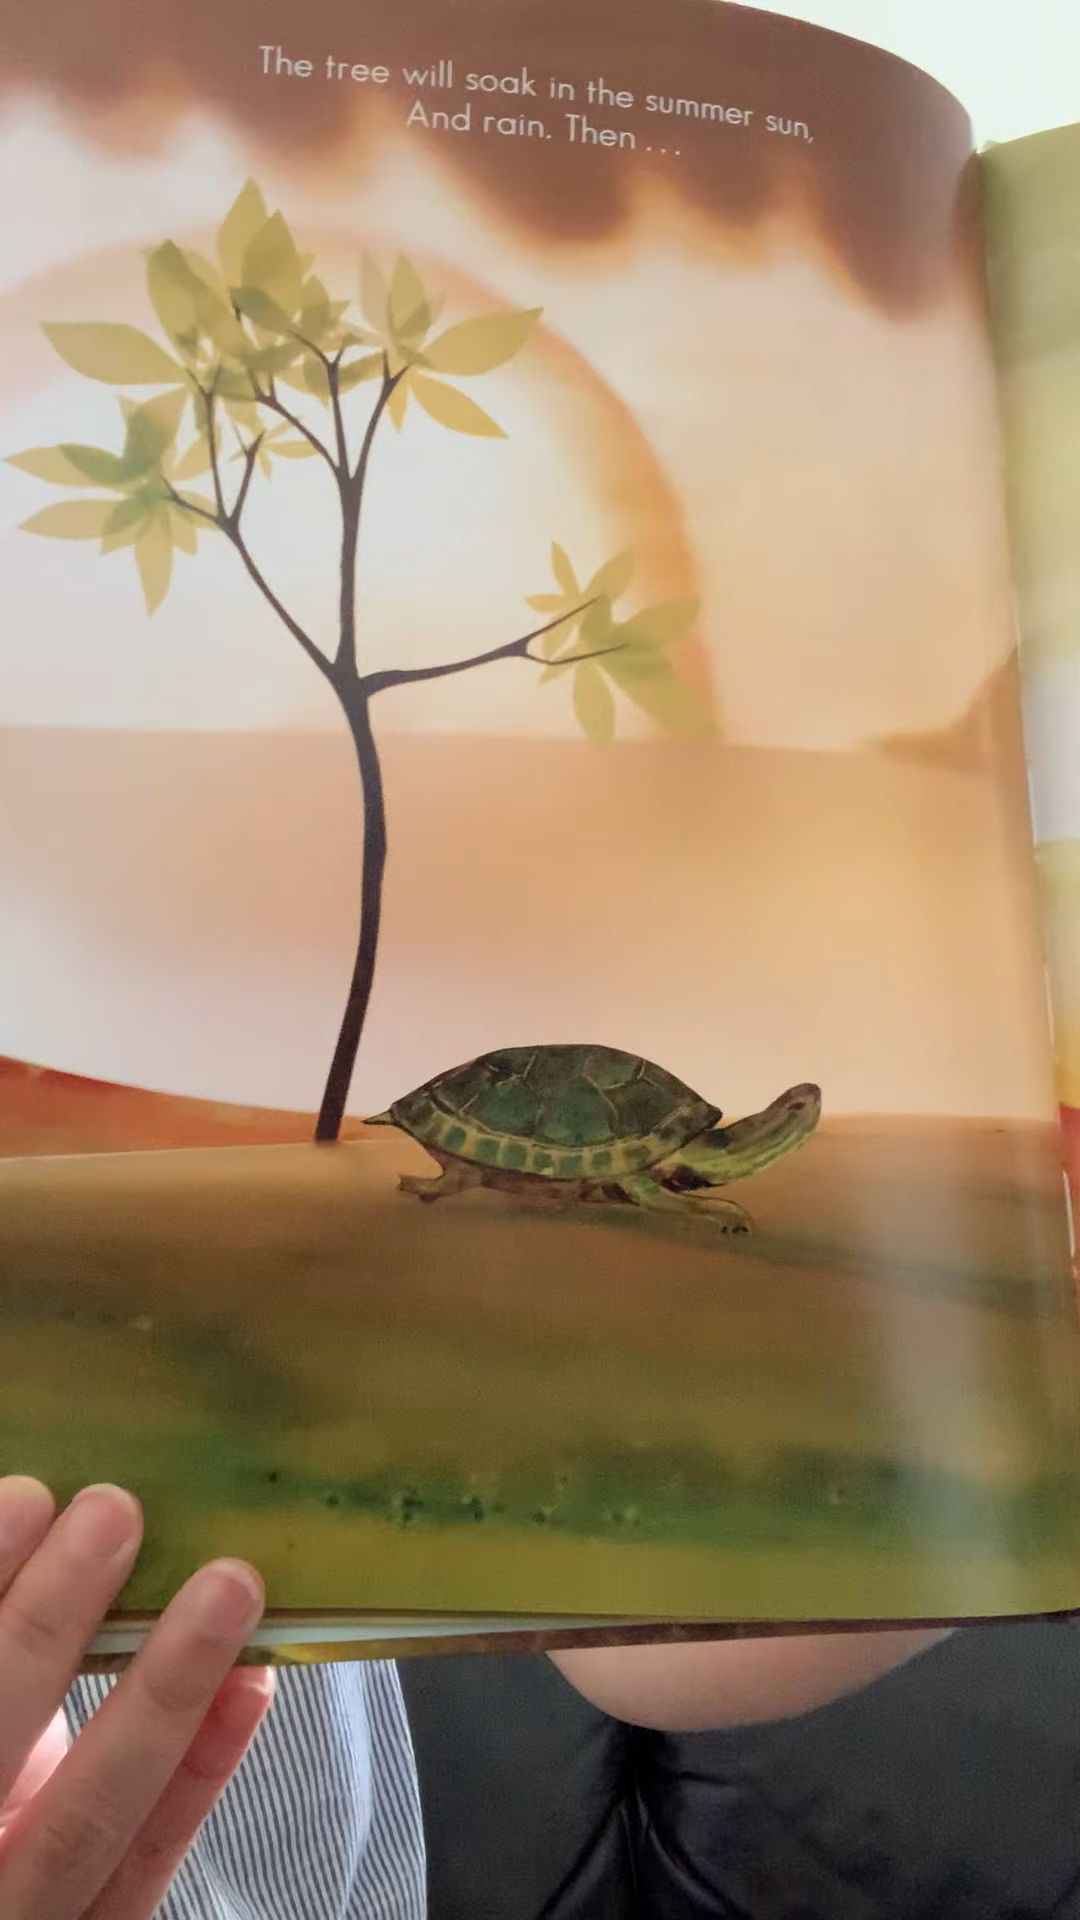 The tree will soak in the summer sun,
And rain. Then ...